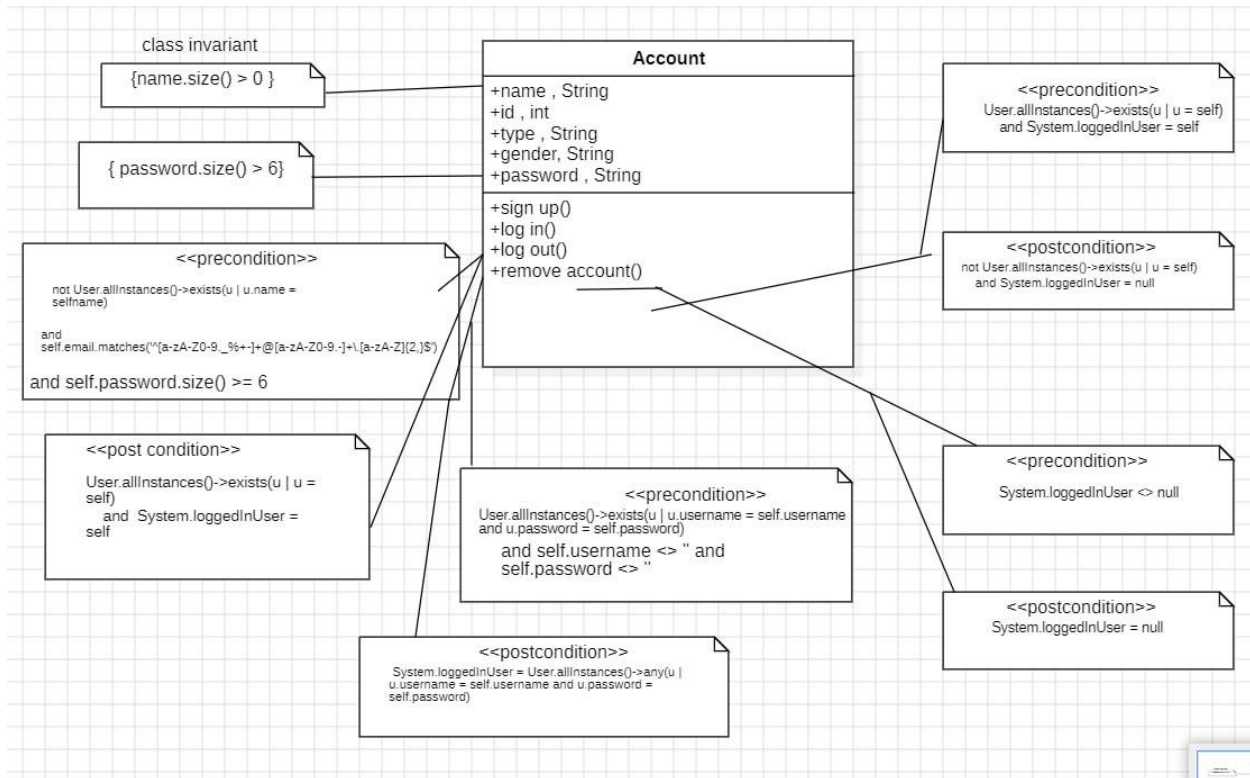 class invariant
{name.size() > 0 }
{ password.size() > 6}
<<precondition>>
not User.allInstances()->exists(u | u.name =
selfname)
and
self.email.matches('^[a-zA-Z0-9._%+-]+@[a-zA-Z0-9.-]+\.[a-zA-Z]{2,}$')
and self.password.size() >= 6
<<post condition>>
User.allInstances()->exists(u | u =
self)
and System.loggedInUser =
self
Account
+name , String
+id , int
+type , String
+gender, String
+password , String
+sign up()
+log in()
+log out()
+remove account()
<<precondition>>
User.allInstances()->exists(u | u.username = self.username
and u.password = self.password)
and self.username <> '' and
self.password <> ''
<<postcondition>>
System.loggedInUser = User.allInstances()->any(u |
u.username = self.username and u.password =
self.password)
<<precondition>>
User.allInstances()->exists(u | u = self)
and System.loggedInUser = self
<<postcondition>>
not User.allInstances()->exists(u | u = self)
and System.loggedInUser = null
<<precondition>>
System.loggedInUser <> null
<<postcondition>>
System.loggedInUser = null